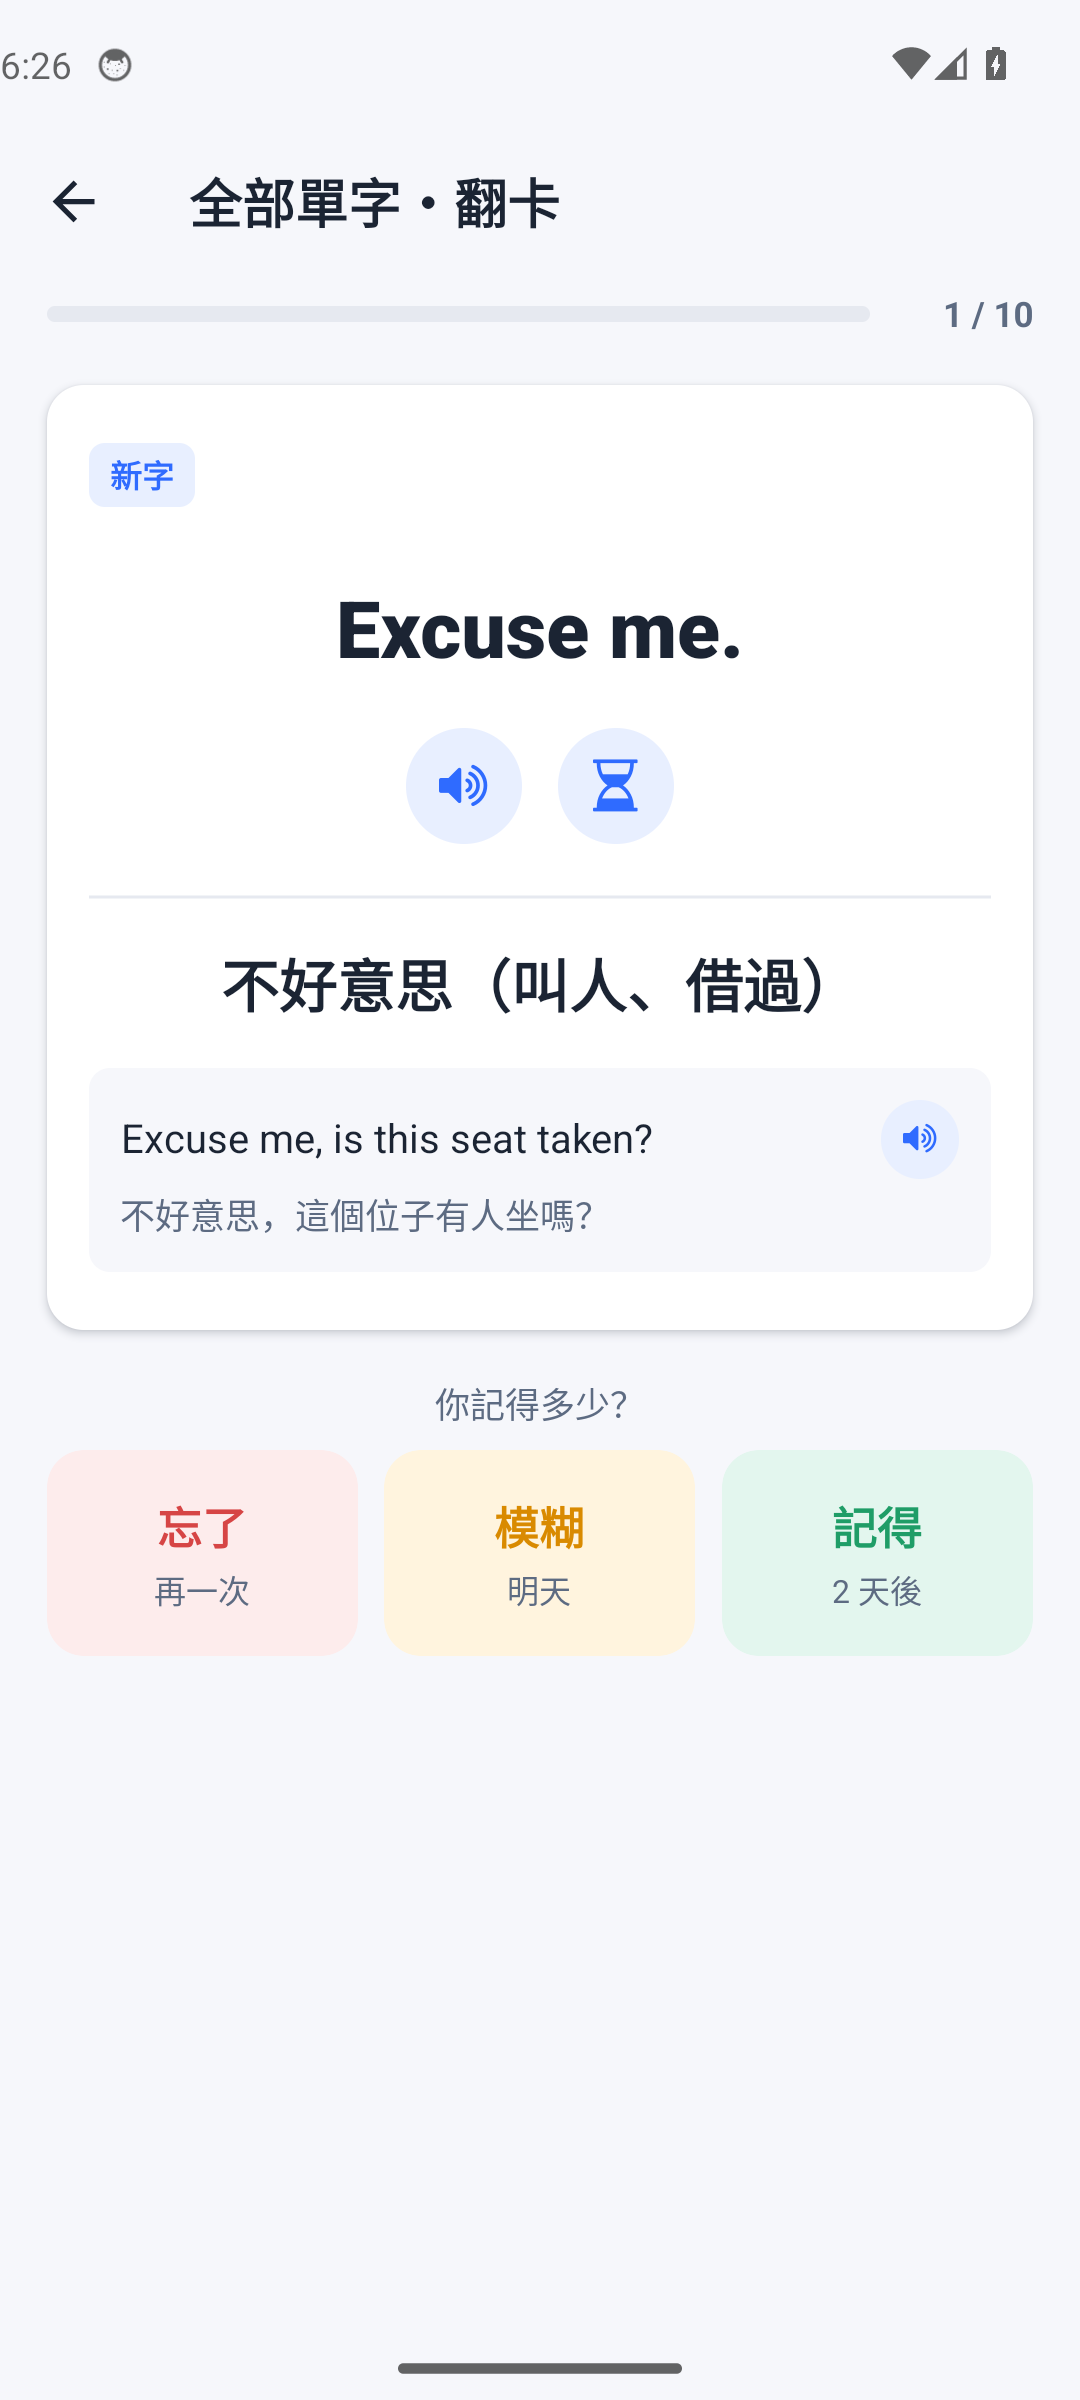 6:26
全部單字・翻卡
1 / 10
新字
Excuse me.
不好意思（叫人、借過）
Excuse me, is this seat taken?
不好意思，這個位子有人坐嗎？
你記得多少？
忘了
再一次
模糊
明天
記得
2 天後